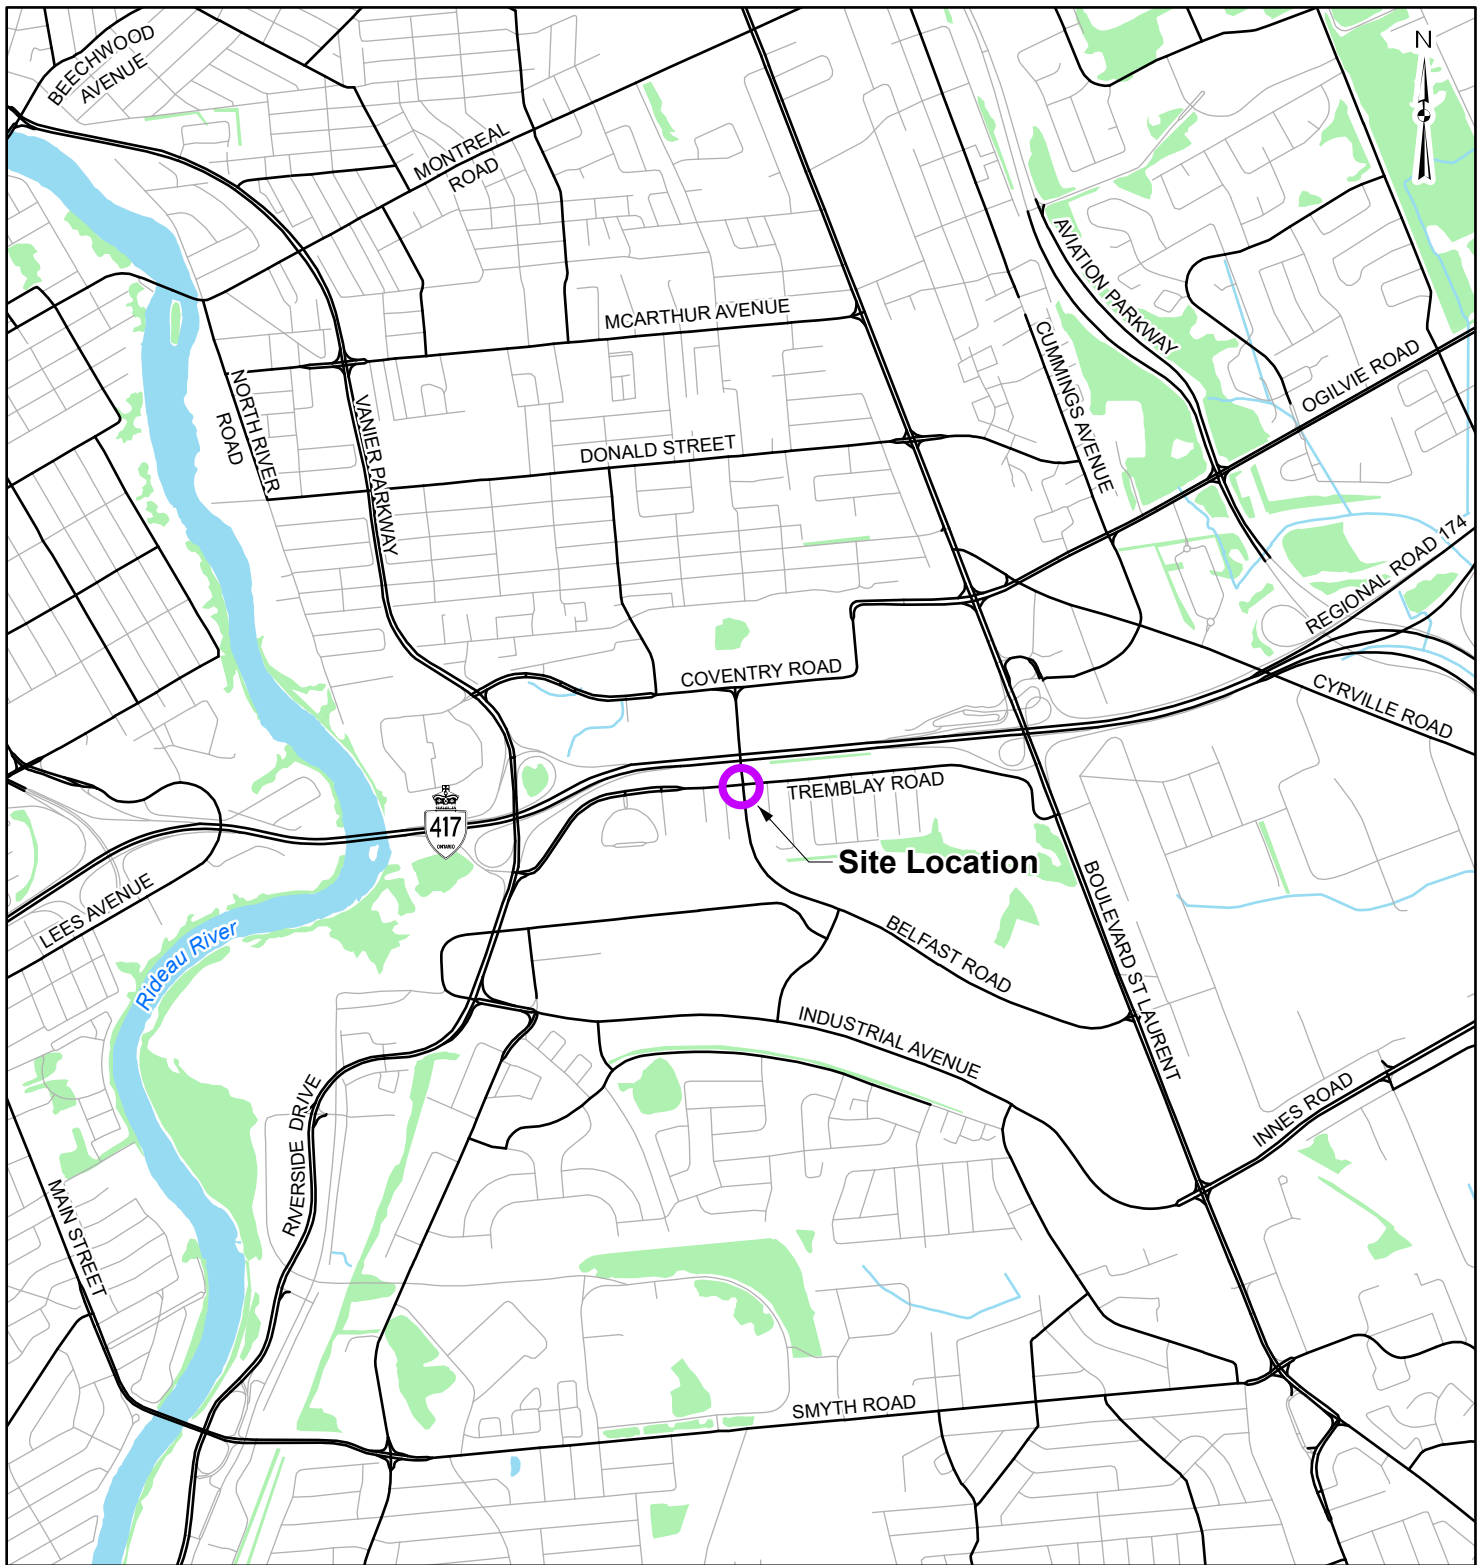 BEECHWOOD
AVENUE
N
MONTREAL
ROAD
AVIATION PARKWAY
MCARTHUR AVENUE
CUMMINGS AVENUE
OGILVIE ROAD
NORTH RIVER
ROAD
VANIER PARKWAY
DONALD STREET
REGIONAL ROAD 174
COVENTRY ROAD
CYRVILLE ROAD
TREMBLAY ROAD
417
ONTARIO
Site Location
LEES AVENUE
BOULEVARD ST LAURENT
Rideau River
BELFAST ROAD
INDUSTRIAL AVENUE
INNES ROAD
RIVERSIDE DRIVE
MAIN STREET
SMYTH ROAD